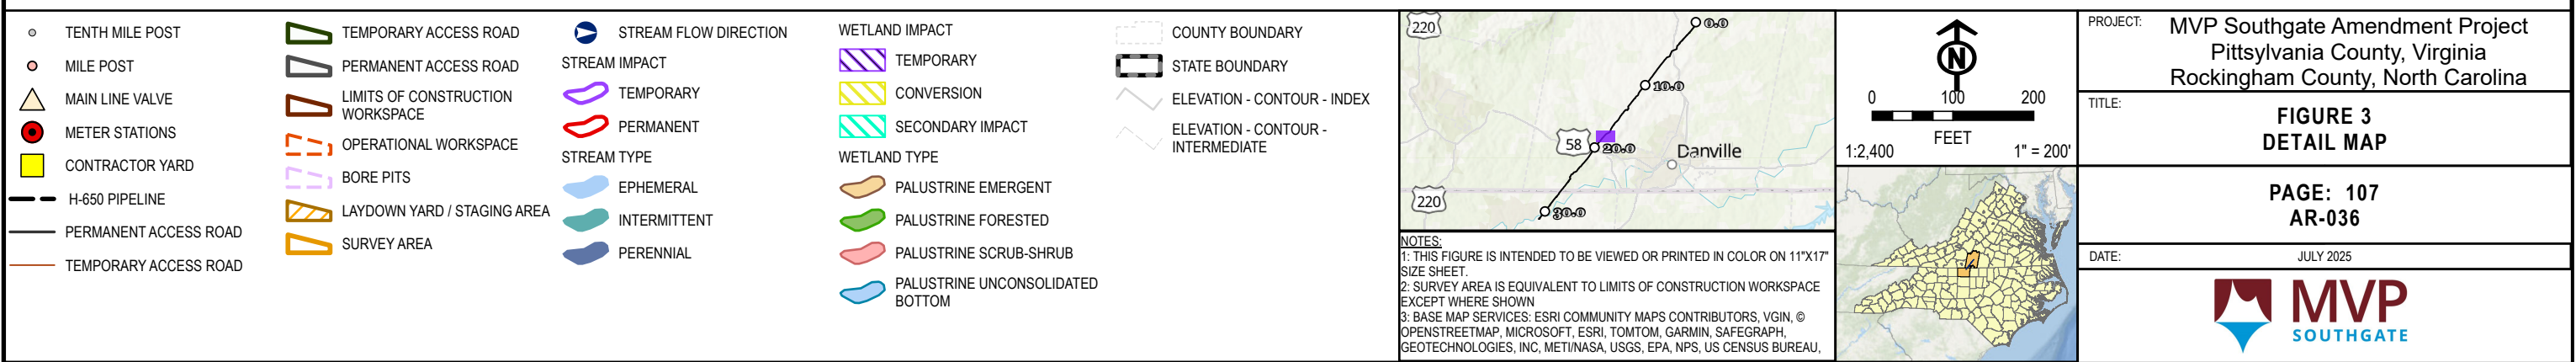 TENTH MILE POST
MILE POST
MAIN LINE VALVE
METER STATIONS
CONTRACTOR YARD
H-650 PIPELINE
PERMANENT ACCESS ROAD
TEMPORARY ACCESS ROAD
TEMPORARY ACCESS ROAD
PERMANENT ACCESS ROAD
LIMITS OF CONSTRUCTION
WORKSPACE
OPERATIONAL WORKSPACE
BORE PITS
LAYDOWN YARD / STAGING AREA
SURVEY AREA
STREAM FLOW DIRECTION
STREAM IMPACT
TEMPORARY
PERMANENT
STREAM TYPE
EPHEMERAL
INTERMITTENT
PERENNIAL
WETLAND IMPACT
TEMPORARY
CONVERSION
SECONDARY IMPACT
WETLAND TYPE
PALUSTRINE EMERGENT
PALUSTRINE FORESTED
PALUSTRINE SCRUB-SHRUB
PALUSTRINE UNCONSOLIDATED
BOTTOM
COUNTY BOUNDARY
STATE BOUNDARY
ELEVATION - CONTOUR - INDEX
ELEVATION - CONTOUR -
INTERMEDIATE
220
0.0
10.0
58
20.0
Danville
220
30.0
NOTES:
1: THIS FIGURE IS INTENDED TO BE VIEWED OR PRINTED IN COLOR ON 11"X17"
SIZE SHEET.
2: SURVEY AREA IS EQUIVALENT TO LIMITS OF CONSTRUCTION WORKSPACE
EXCEPT WHERE SHOWN
3: BASE MAP SERVICES: ESRI COMMUNITY MAPS CONTRIBUTORS, VGIN, ©
OPENSTREETMAP, MICROSOFT, ESRI, TOMTOM, GARMIN, SAFEGRAPH,
GEOTECHNOLOGIES, INC, METI/NASA, USGS, EPA, NPS, US CENSUS BUREAU,
N
0 100 200
FEET
1:2,400 1" = 200'
PROJECT: MVP Southgate Amendment Project
Pittsylvania County, Virginia
Rockingham County, North Carolina
TITLE:
FIGURE 3
DETAIL MAP
PAGE: 107
AR-036
DATE: JULY 2025
MVP
SOUTHGATE